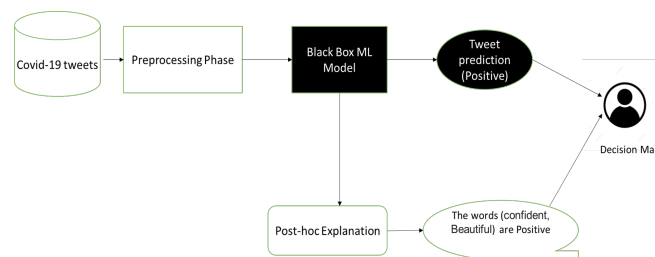 Covid-19 tweets
Preprocessing Phase
Black Box ML
Model
Tweet
prediction
(Positive)
Decision Ma
Post-hoc Explanation
The words (confident,
Beautiful) are Positive